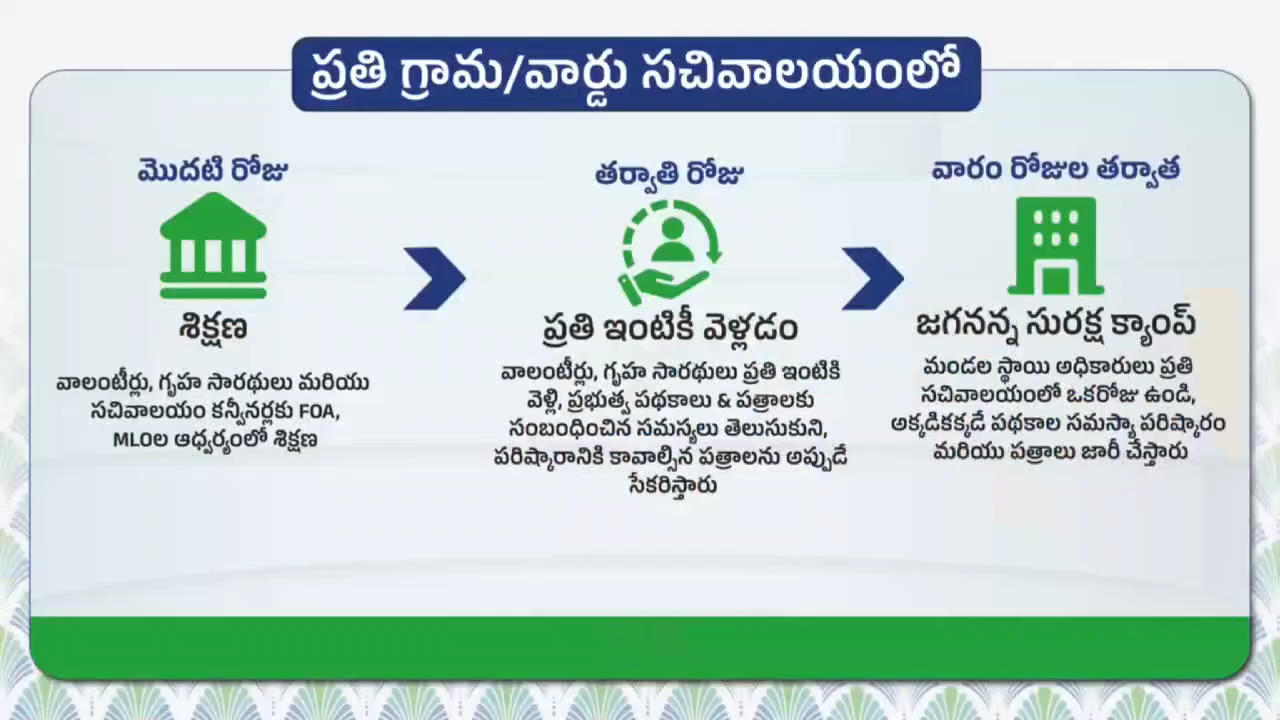 ప్రతి గ్రామ/వార్డు సచివాలయంలో
మొదటి రోజు
శిక్షణ
వాలంటీర్లు, గృహ సారథులు మరియు
సచివాలయం కన్వీనర్లకు FOA,
MLOల ఆధ్వర్యంలో శిక్షణ
తర్వాతి రోజు
ప్రతి ఇంటికీ వెళ్లడం
వాలంటీర్లు, గృహ సారథులు ప్రతి ఇంటికి
వెళ్లి, ప్రభుత్వ పథకాలు & పత్రాలకు
సంబంధించిన సమస్యలు తెలుసుకుని,
పరిష్కారానికి కావాల్సిన పత్రాలను అప్పుడే
సేకరిస్తారు
వారం రోజుల తర్వాత
జగనన్న సురక్ష క్యాంప్
మండల స్థాయి అధికారులు ప్రతి
సచివాలయంలో ఒకరోజు ఉండి,
అక్కడికక్కడే పథకాల సమస్యా పరిష్కారం
మరియు పత్రాలు జారీ చేస్తారు